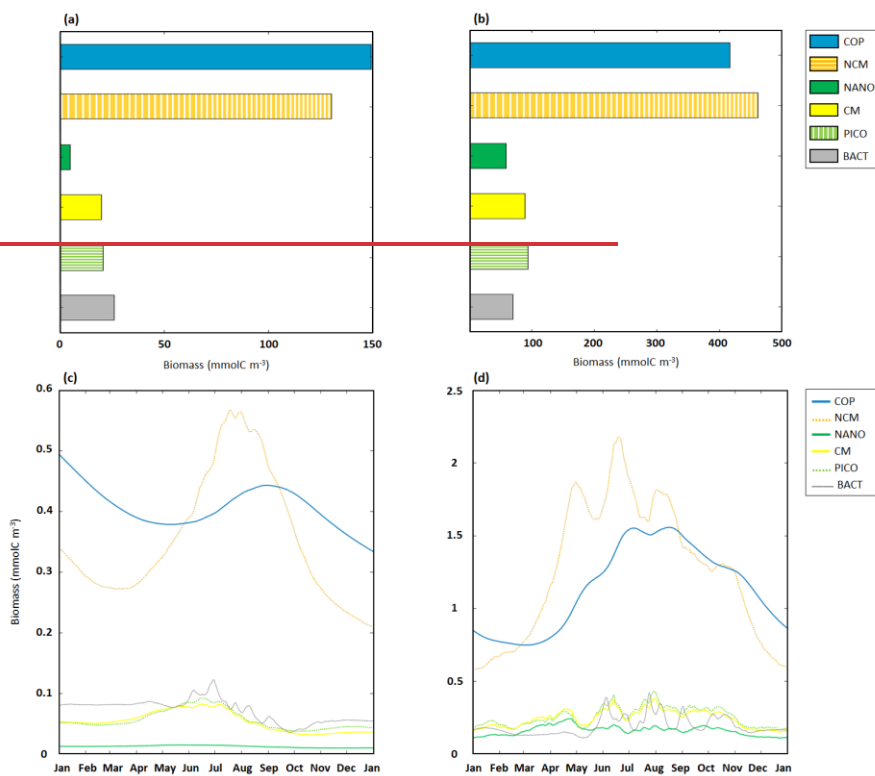 (a)
(b)
COP
NCM
NANO
CM
PICO
BACT
0 50 100 150
100 200 300 400 500
Biomass (mmolC m⁻³)
Biomass (mmolC m⁻³)
(c)
(d)
0.6
0.5
0.4
0.3
0.2
0.1
0
Biomass (mmolC m⁻³)
Jan Feb Mar Apr May Jun Jul Aug Sep Oct Nov Dec Jan
2.5
2
1.5
1
0.5
0
Jan Feb Mar Apr May Jun Jul Aug Sep Oct Nov Dec Jan
COP
NCM
NANO
CM
PICO
BACT